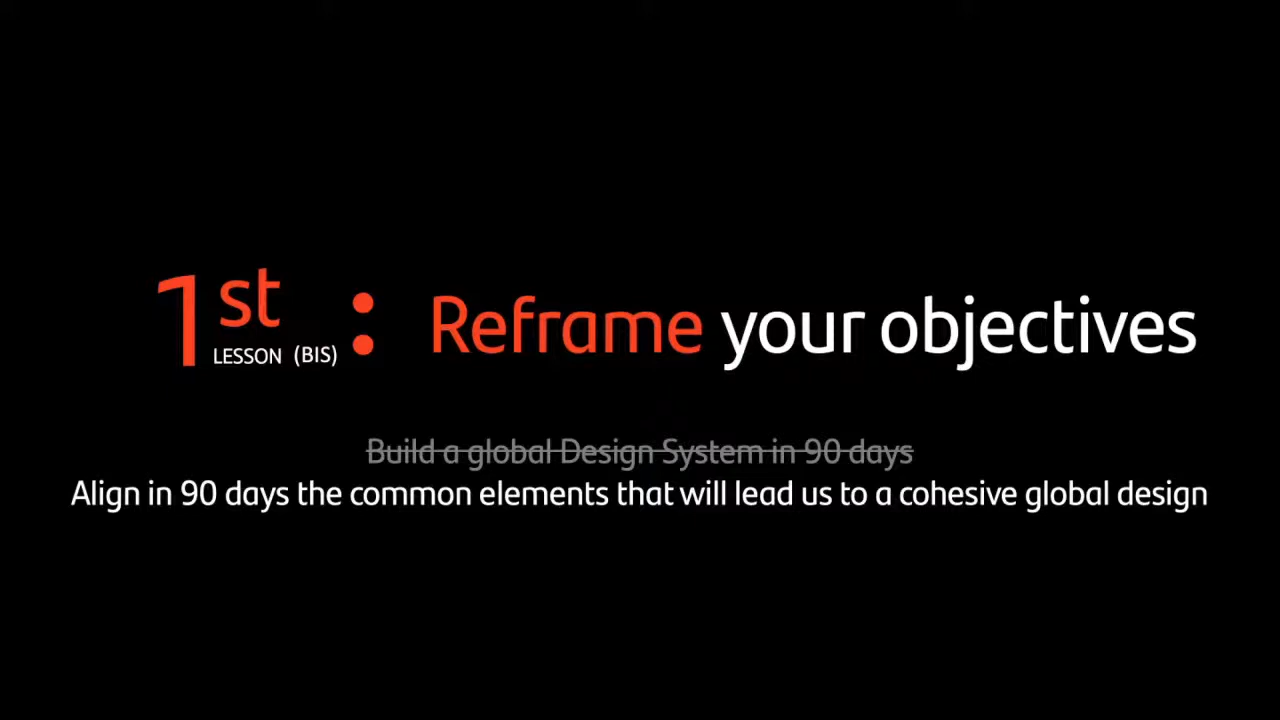 1st LESSON (BIS) : Reframe your objectives
Build a global Design System in 90 days
Align in 90 days the common elements that will lead us to a cohesive global design